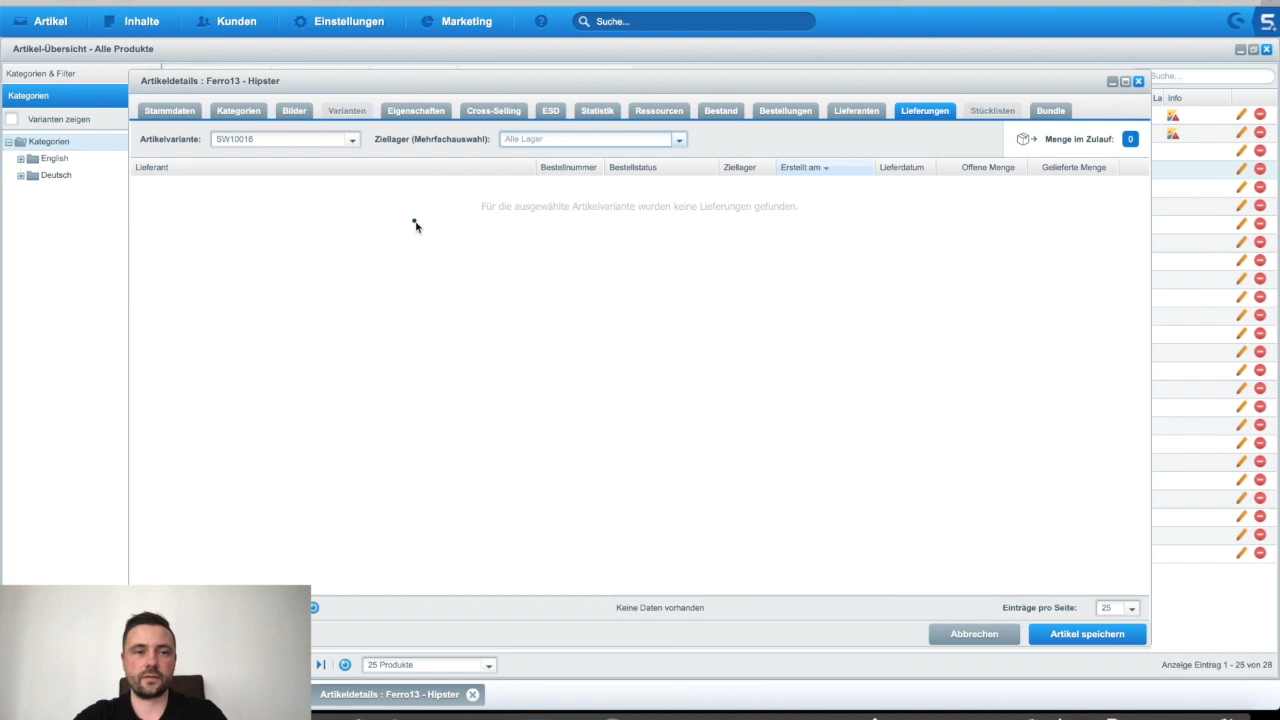 Artikel Inhalte Kunden Einstellungen Marketing Suche...
Artikel-Übersicht - Alle Produkte
Kategorien & Filter
Suche...
Kategorien
Varianten zeigen
Kategorien
English
Deutsch
La Info
Artikeldetails : Ferro13 - Hipster
Stammdaten Kategorien Bilder Varianten Eigenschaften Cross-Selling ESD Statistik Ressourcen Bestand Bestellungen Lieferanten Lieferungen Stücklisten Bundle
Artikelvariante: SW10016 Ziellager (Mehrfachauswahl): Alle Lager Menge im Zulauf: 0
Lieferant Bestellnummer Bestellstatus Ziellager Erstellt am Lieferdatum Offene Menge Gelieferte Menge
Für die ausgewählte Artikelvariante wurden keine Lieferungen gefunden.
Keine Daten vorhanden Einträge pro Seite: 25
Abbrechen Artikel speichern
25 Produkte Anzeige Eintrag 1 - 25 von 28
Artikeldetails : Ferro13 - Hipster